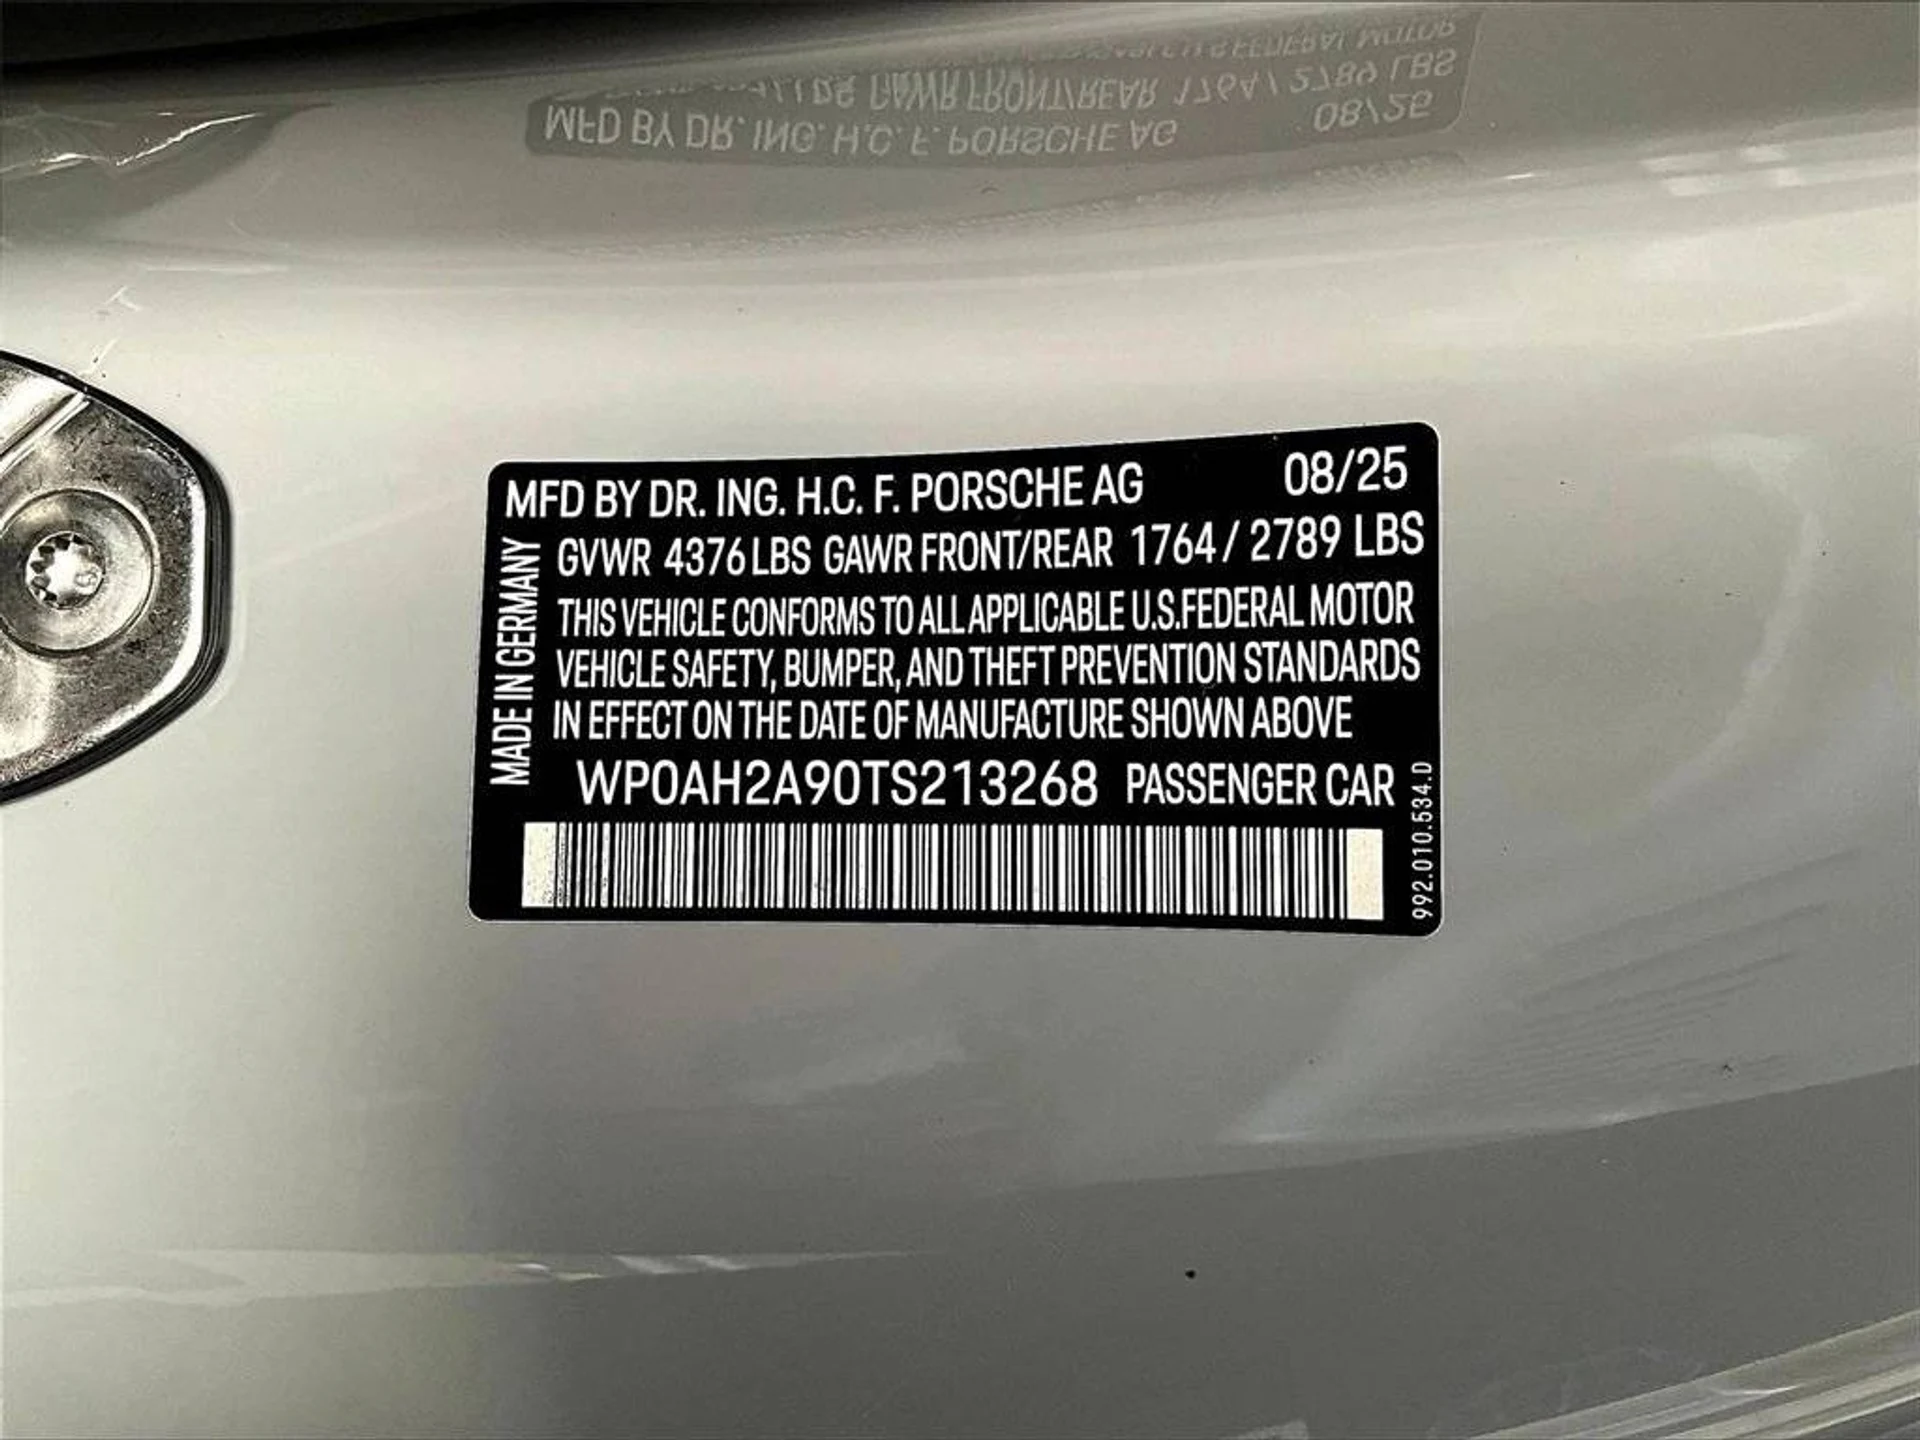 MFD BY DR. ING. H.C. F. PORSCHE AG 08/25
GVWR 4376 LBS GAWR FRONT/REAR 1764 / 2789 LBS
THIS VEHICLE CONFORMS TO ALL APPLICABLE U.S.FEDERAL MOTOR
VEHICLE SAFETY, BUMPER, AND THEFT PREVENTION STANDARDS
IN EFFECT ON THE DATE OF MANUFACTURE SHOWN ABOVE
WP0AH2A90TS213268 PASSENGER CAR
MADE IN GERMANY
992.010.534.D